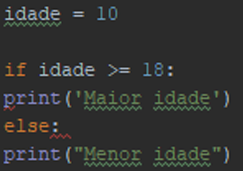 idade = 10
if idade >= 18:
print('Maior idade')
else:
print("Menor idade")